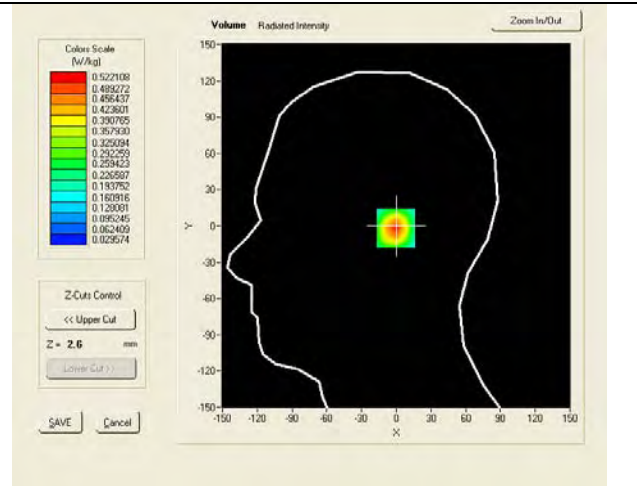 Volume Radiated Intensity
Zoom In/Out
Colors Scale
(W/kg)
0.522108
0.489272
0.456437
0.423601
0.390765
0.357930
0.325094
0.292259
0.259423
0.226587
0.193752
0.160916
0.128081
0.095245
0.062409
0.029574
Z-Cuts Control
<< Upper Cut
Z = 2.6 mm
Lower Cut >>
SAVE Cancel
150-
120-
90-
60-
30-
0-
-30-
-60-
-90-
-120-
-150-
Y
-150 -120 -90 -60 -30 0 30 60 90 120 150
X